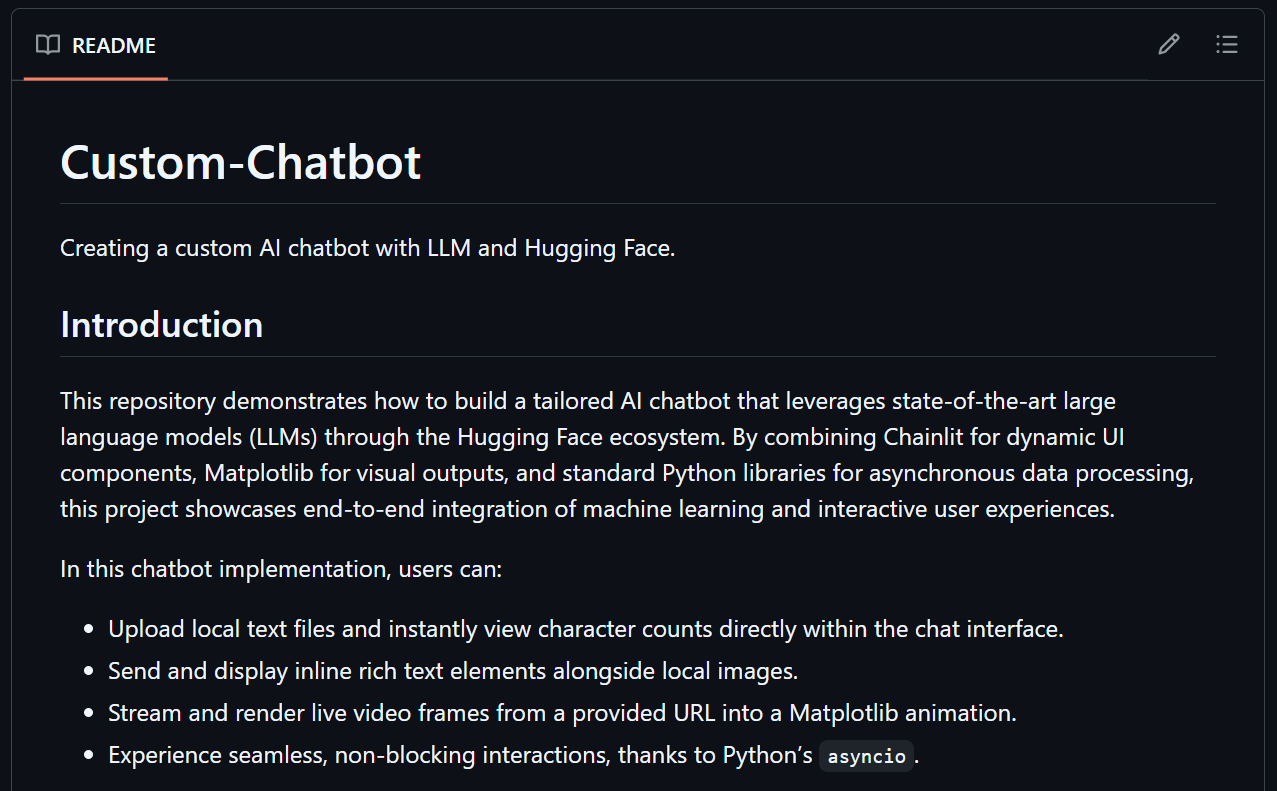 README
Custom-Chatbot
Creating a custom AI chatbot with LLM and Hugging Face.
Introduction
This repository demonstrates how to build a tailored AI chatbot that leverages state-of-the-art large
language models (LLMs) through the Hugging Face ecosystem. By combining Chainlit for dynamic UI
components, Matplotlib for visual outputs, and standard Python libraries for asynchronous data processing,
this project showcases end-to-end integration of machine learning and interactive user experiences.
In this chatbot implementation, users can:
• Upload local text files and instantly view character counts directly within the chat interface.
• Send and display inline rich text elements alongside local images.
• Stream and render live video frames from a provided URL into a Matplotlib animation.
• Experience seamless, non-blocking interactions, thanks to Python’s asyncio.